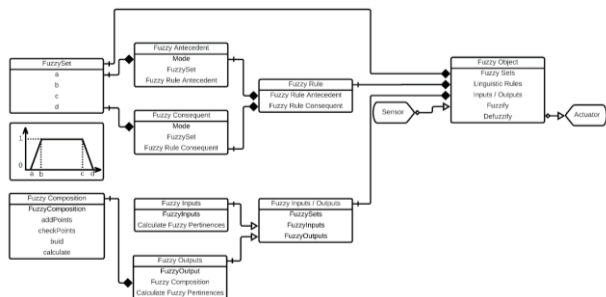 FuzzySet
a
b
c
d
Fuzzy Antecedent
Mode
FuzzySet
Fuzzy Rule Antecedent
Fuzzy Consequent
Mode
FuzzySet
Fuzzy Rule Consequent
Fuzzy Rule
Fuzzy Rule Antecedent
Fuzzy Rule Consequent
Fuzzy Object
Fuzzy Sets
Linguistic Rules
Inputs / Outputs
Fuzzify
Defuzzify
Sensor
Actuator
1
0
a b c d
Fuzzy Composition
FuzzyComposition
addPoints
checkPoints
buid
calculate
Fuzzy Inputs
FuzzyInputs
Calculate Fuzzy Pertinences
Fuzzy Outputs
FuzzyOutput
Fuzzy Composition
Calculate Fuzzy Pertinences
Fuzzy Inputs / Outputs
FuzzySets
FuzzyInputs
FuzzyOutputs